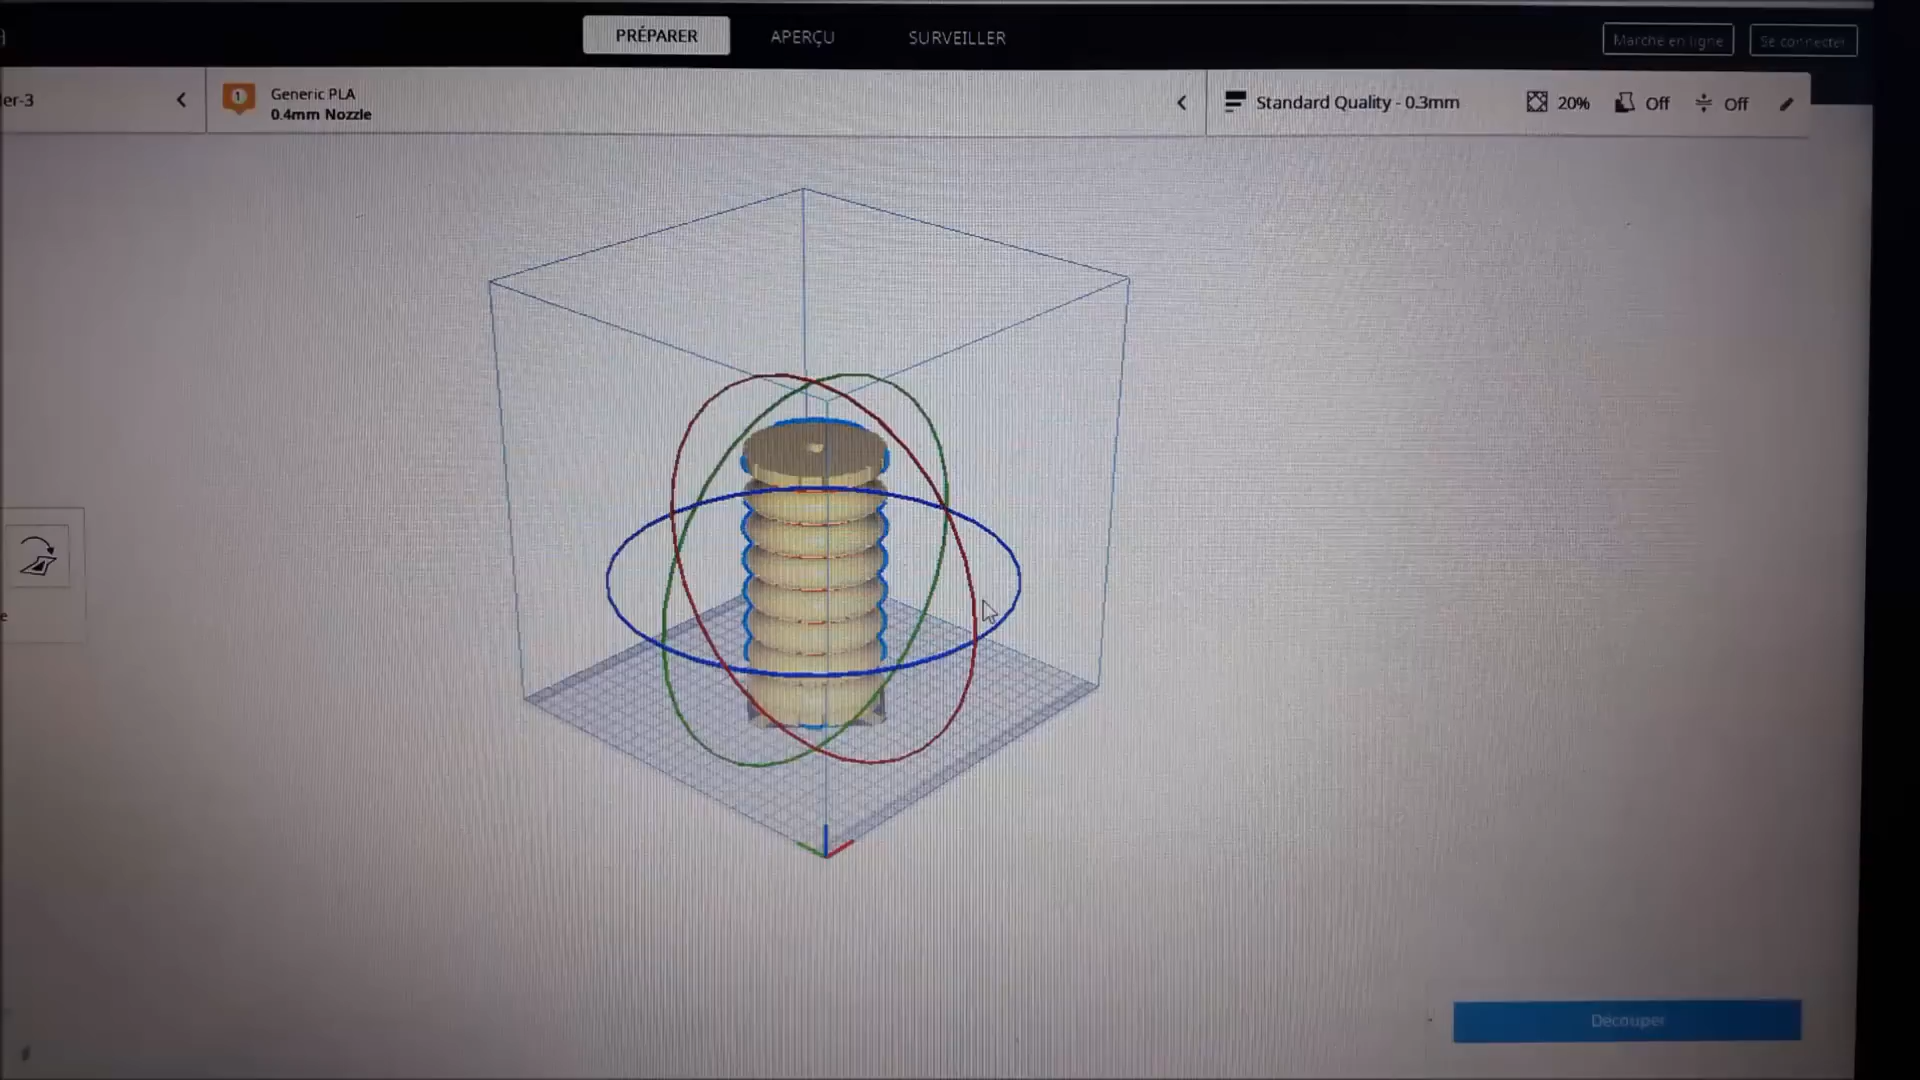 PRÉPARER
APERÇU
SURVEILLER
Marché en ligne
Se connecter
er-3
1
Generic PLA
0.4mm Nozzle
Standard Quality - 0.3mm
20%
Off
Off
e
Découper